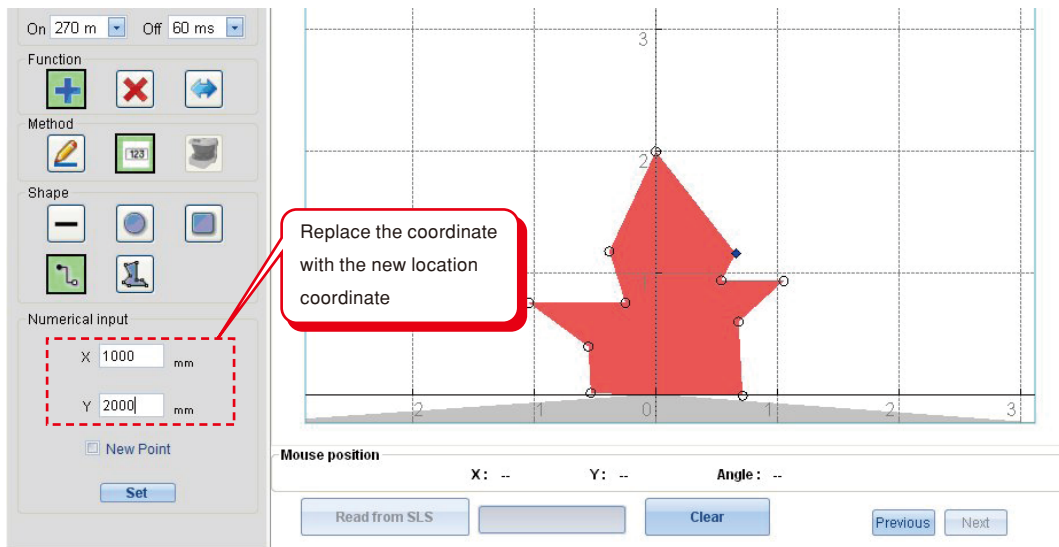 On 270 m Off 60 ms
Function
Method
123
Shape
Numerical input
X 1000 mm
Y 2000 mm
New Point
Set
Replace the coordinate
with the new location
coordinate
3
2
1
2 1 0 1 2 3
Mouse position
X: -- Y: -- Angle: --
Read from SLS Clear Previous Next